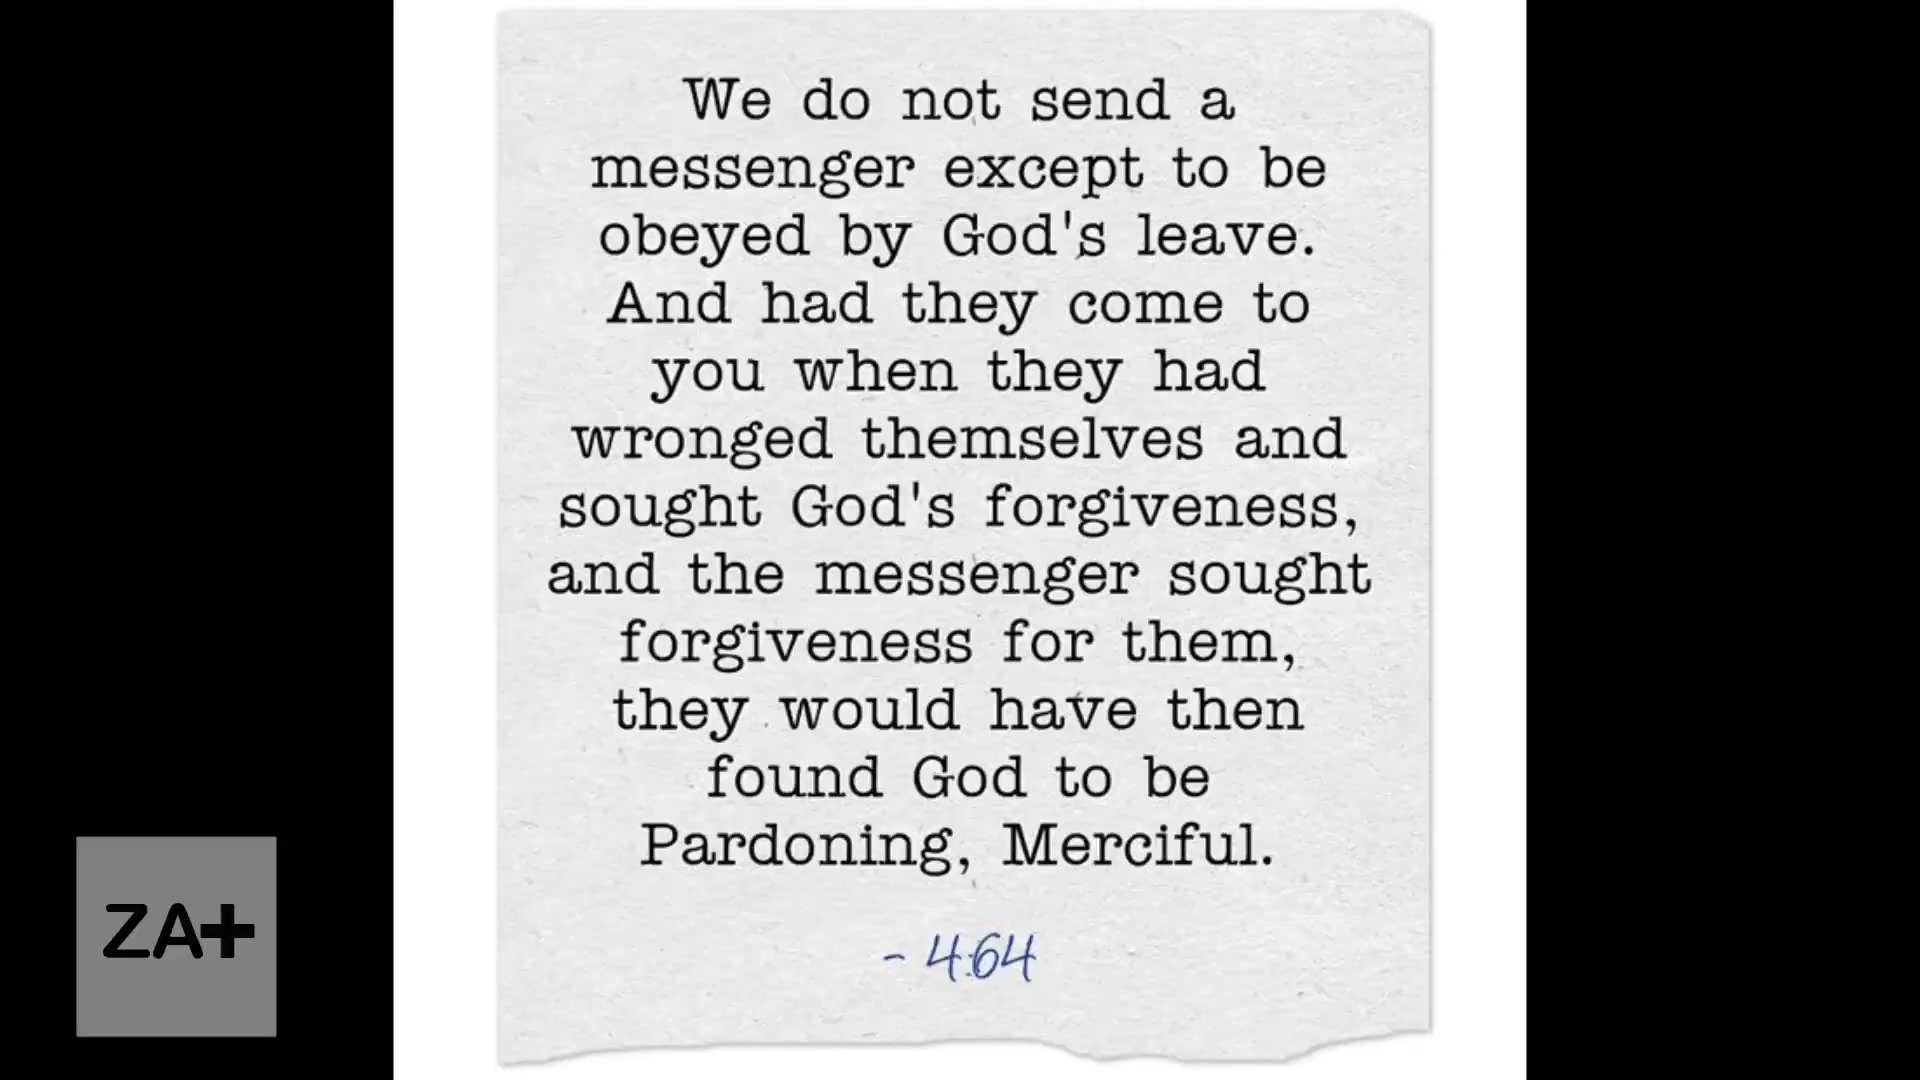 We do not send a
messenger except to be
obeyed by God's leave.
And had they come to
you when they had
wronged themselves and
sought God's forgiveness,
and the messenger sought
forgiveness for them,
they would have then
found God to be
Pardoning, Merciful.
- 4:64
ZA+